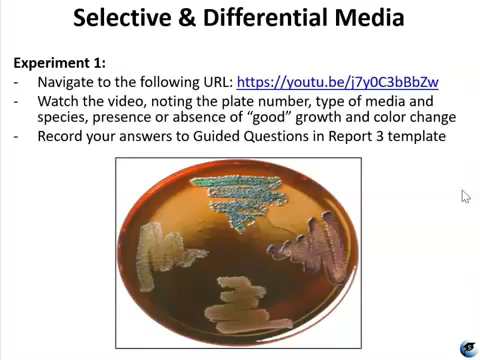 Selective & Differential Media
Experiment 1:
- Navigate to the following URL: https://youtu.be/j7y0C3bBbZw
- Watch the video, noting the plate number, type of media and
species, presence or absence of “good” growth and color change
- Record your answers to Guided Questions in Report 3 template